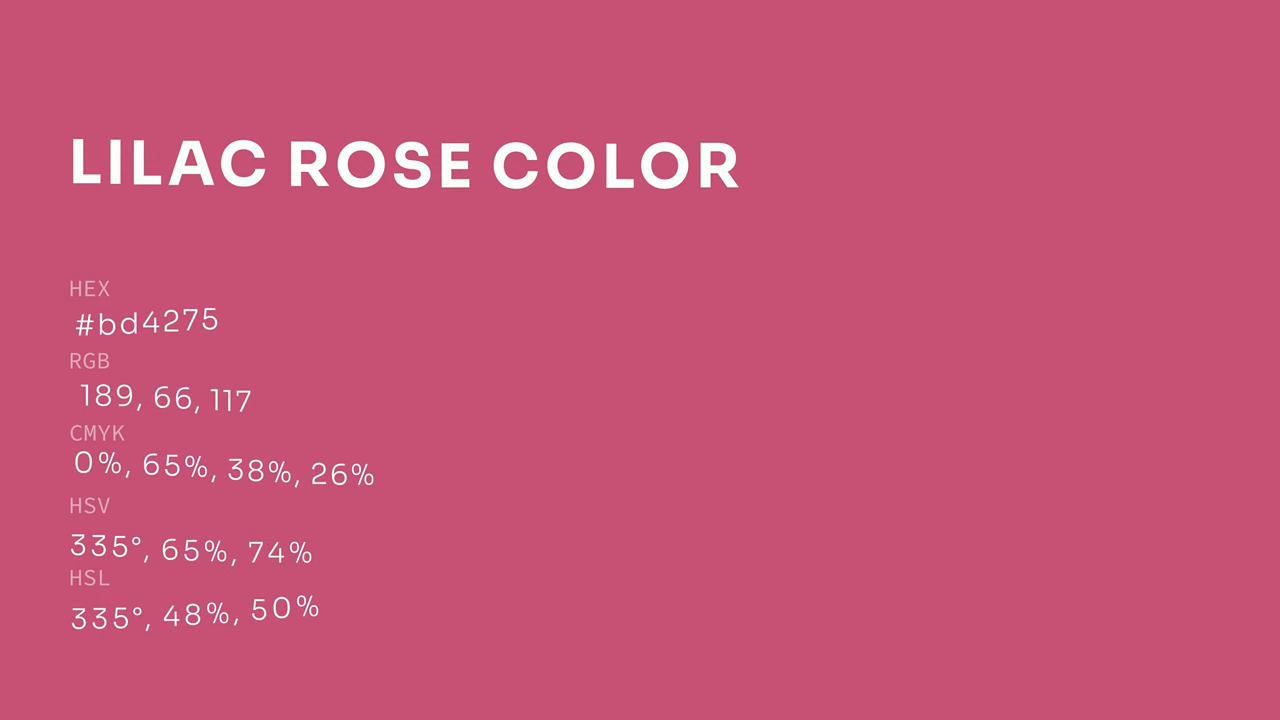 LILAC ROSE COLOR
HEX
#bd4275
RGB
189, 66, 117
CMYK
0%, 65%, 38%, 26%
HSV
335°, 65%, 74%
HSL
335°, 48%, 50%